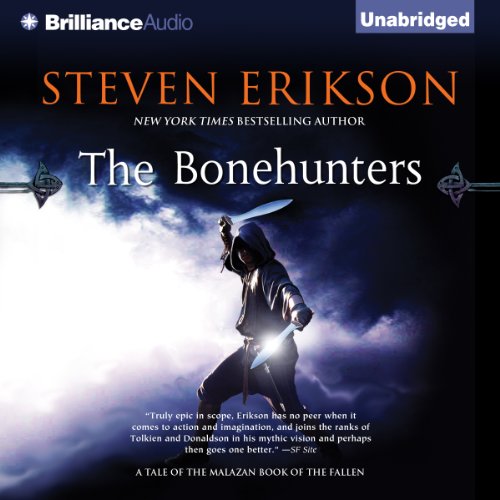 BrillianceAudio
Unabridged
STEVEN ERIKSON
NEW YORK TIMES BESTSELLING AUTHOR
The Bonehunters
"Truly epic in scope, Erikson has no peer when it
comes to action and imagination, and joins the ranks of
Tolkien and Donaldson in his mythic vision and perhaps
then goes one better." —SF Site
A TALE OF THE MALAZAN BOOK OF THE FALLEN